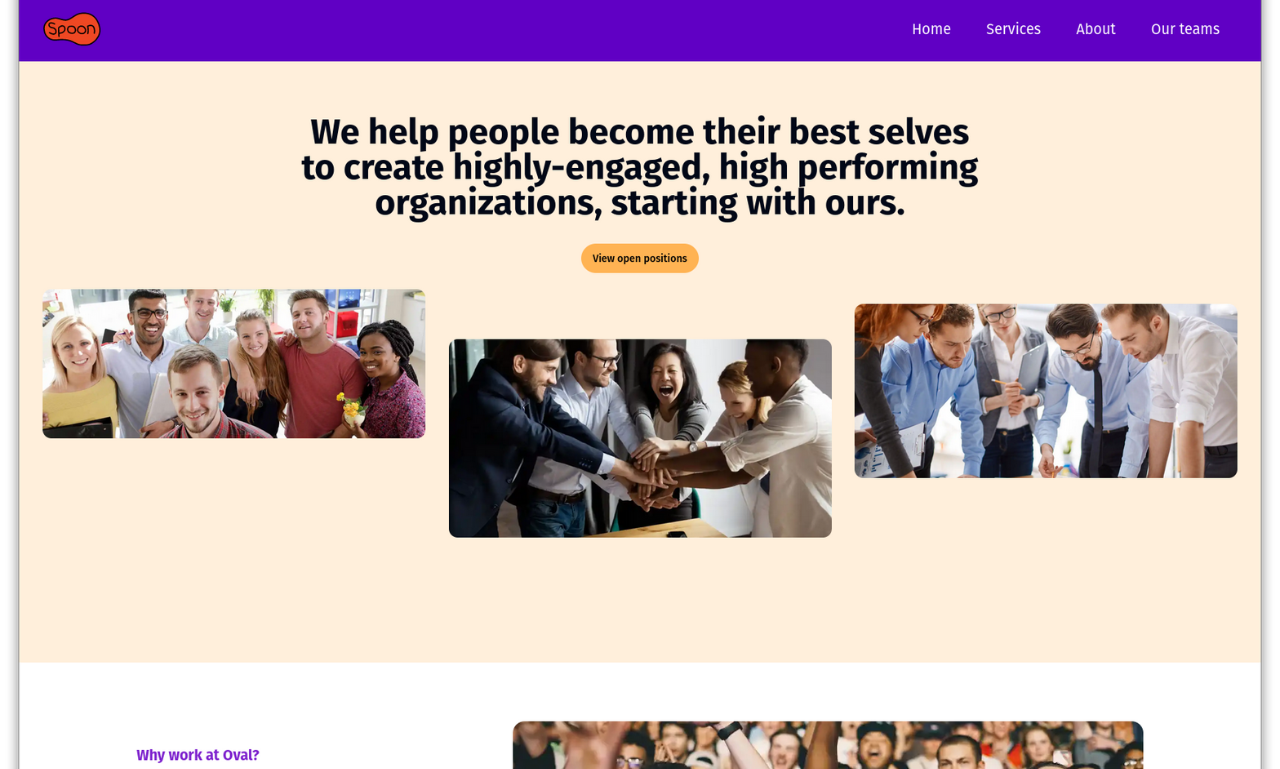 Spoon
Home
Services
About
Our teams
We help people become their best selves
to create highly-engaged, high performing
organizations, starting with ours.
View open positions
Why work at Oval?